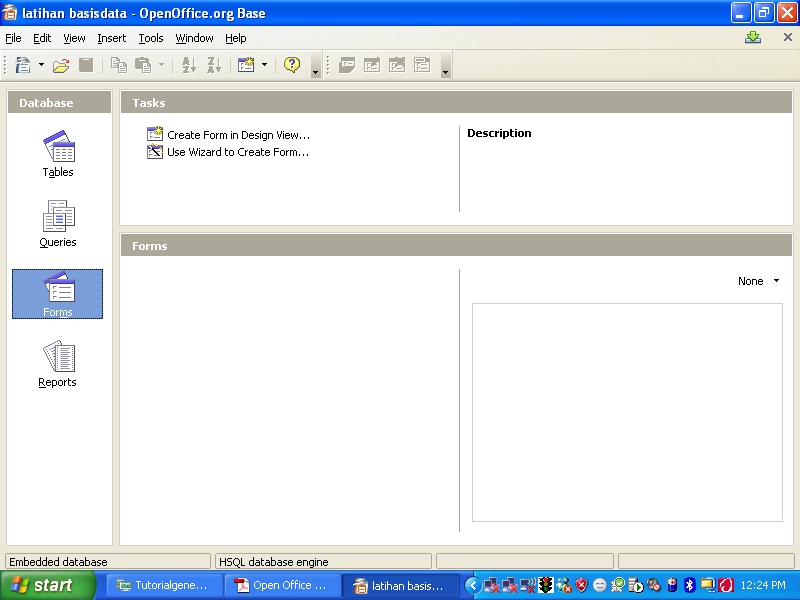 latihan basisdata - OpenOffice.org Base
File Edit View Insert Tools Window Help
Database
Tables
Queries
Forms
Reports
Tasks
Create Form in Design View...
Use Wizard to Create Form...
Description
Forms
None
Embedded database
HSQL database engine
start
Tutorialgene...
Open Office ...
latihan basis...
12:24 PM